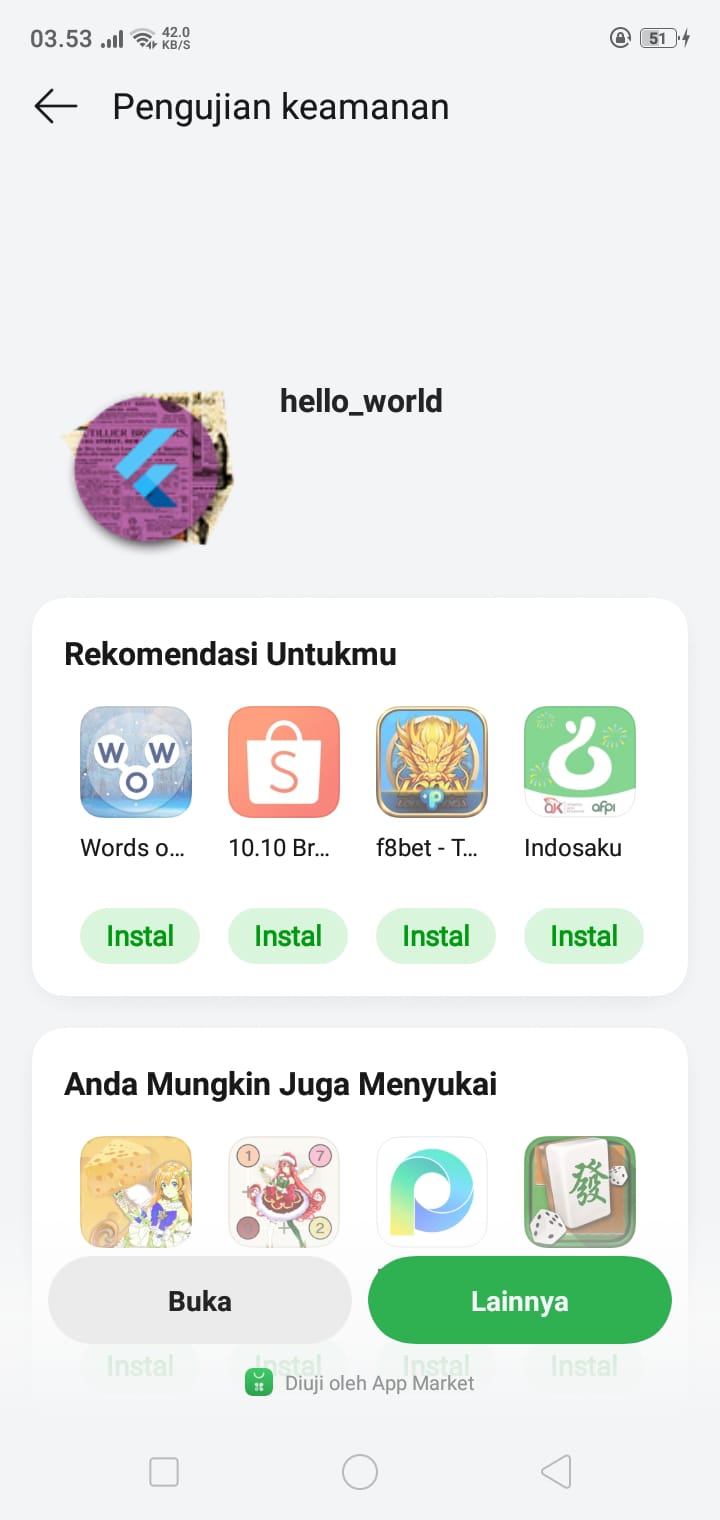 03.53
42.0
KB/S
51
Pengujian keamanan
hello_world
Rekomendasi Untukmu
W W
O
S
Words o...
10.10 Br...
f8bet - T...
Indosaku
Instal
Instal
Instal
Instal
Anda Mungkin Juga Menyukai
1
7
2
發
Buka
Lainnya
Instal
Instal
Instal
Instal
Diuji oleh App Market